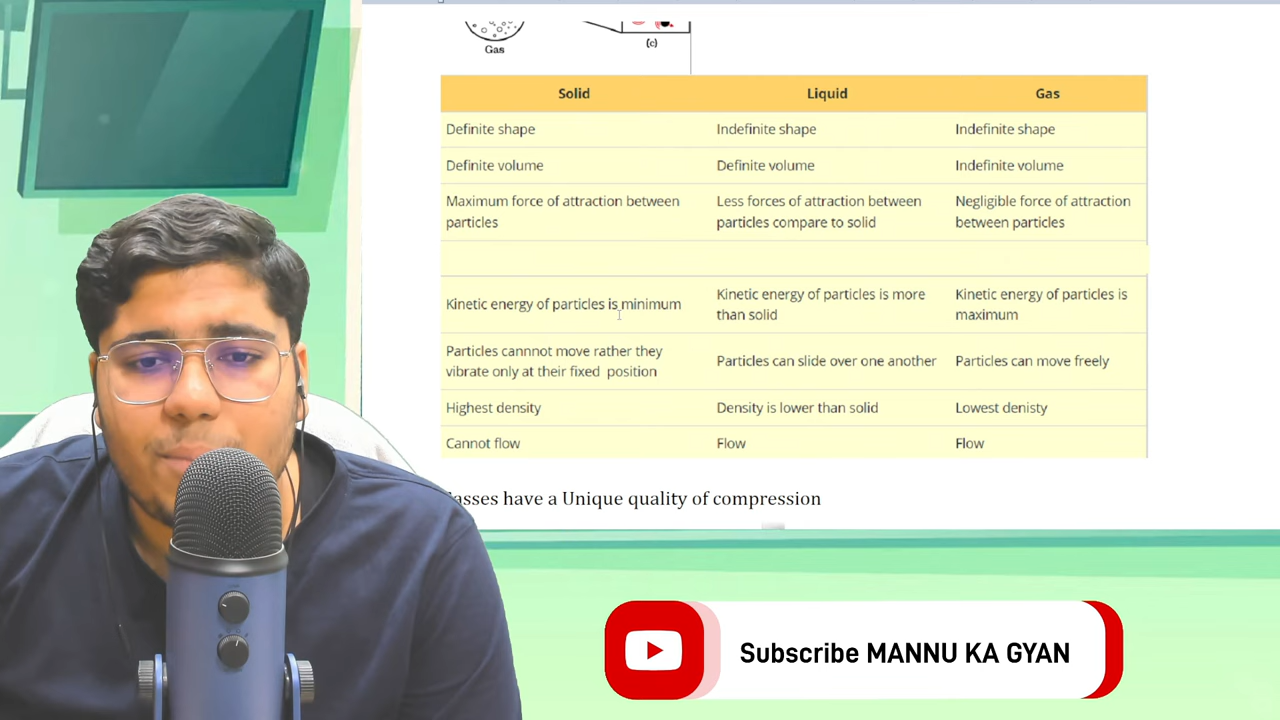 Gas
(c)
Solid Liquid Gas
Definite shape Indefinite shape Indefinite shape
Definite volume Definite volume Indefinite volume
Maximum force of attraction between
particles
Less forces of attraction between
particles compare to solid
Negligible force of attraction
between particles
Kinetic energy of particles is minimum
Kinetic energy of particles is more
than solid
Kinetic energy of particles is
maximum
Particles cannnot move rather they
vibrate only at their fixed position
Particles can slide over one another
Particles can move freely
Highest density Density is lower than solid Lowest denisty
Cannot flow Flow Flow
have a Unique quality of compression
Subscribe MANNU KA GYAN